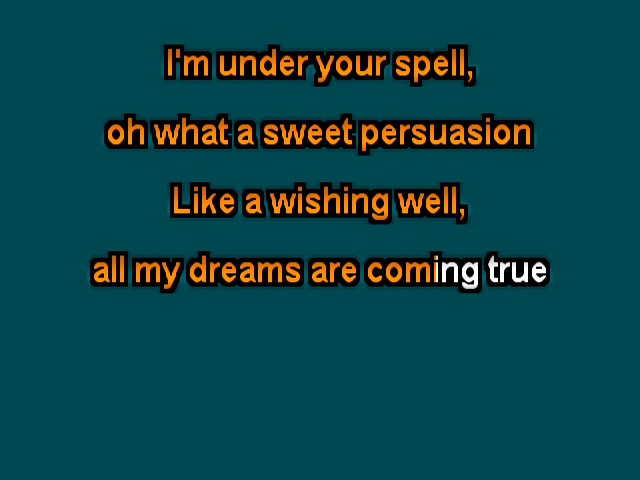 I'm under your spell,
oh what a sweet persuasion
Like a wishing well,
all my dreams are coming true